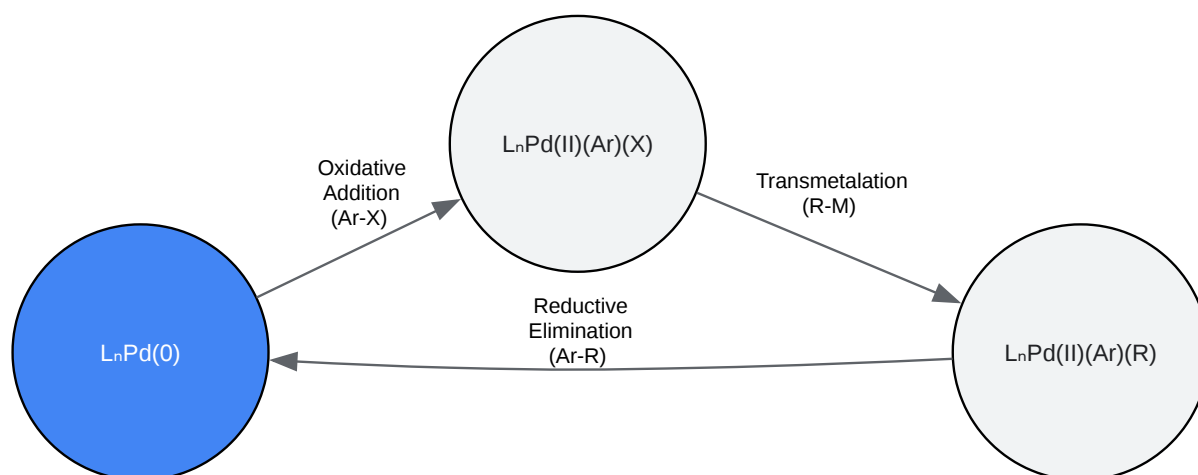 LₙPd(II)(Ar)(X)
Oxidative
Addition
(Ar-X)
Transmetalation
(R-M)
Reductive
Elimination
(Ar-R)
LₙPd(0)
LₙPd(II)(Ar)(R)